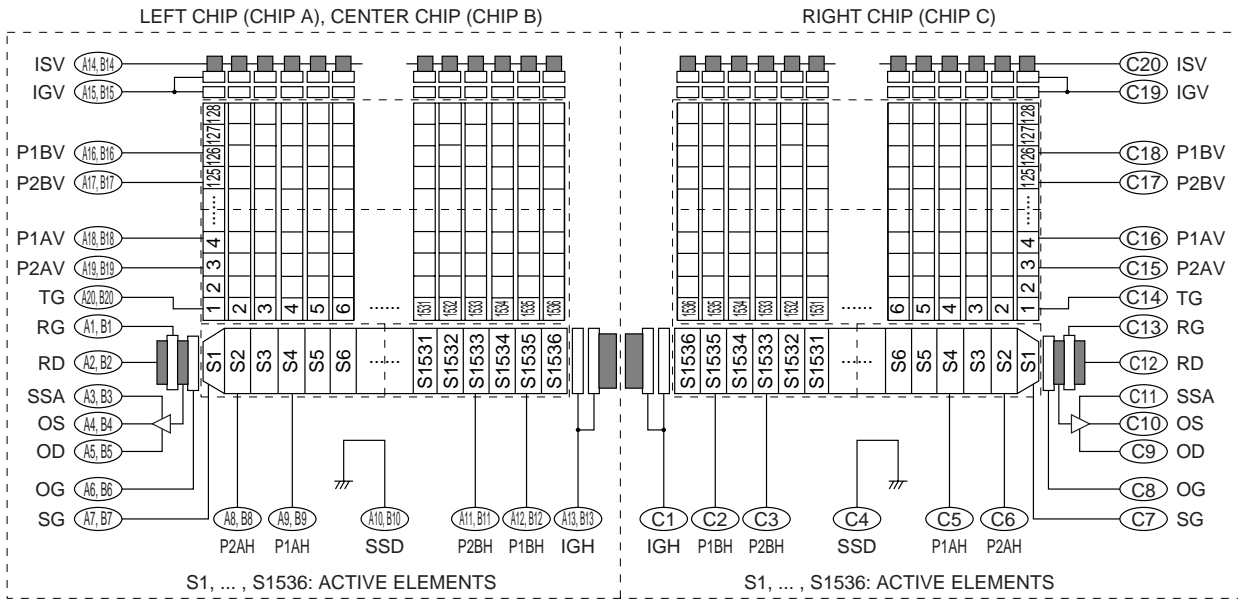 LEFT CHIP (CHIP A), CENTER CHIP (CHIP B)
RIGHT CHIP (CHIP C)
ISV A14, B14
IGV A15, B15
P1BV A16, B16
P2BV A17, B17
P1AV A18, B18
P2AV A19, B19
TG A20, B20
RG A1, B1
RD A2, B2
SSA A3, B3
OS A4, B4
OD A5, B5
OG A6, B6
SG A7, B7
128
127
126
125
......
4
3
2
1 2 3 4 5 6 ...... 1531 1532 1533 1534 1535 1536
S1 S2 S3 S4 S5 S6 ...... S1531 S1532 S1533 S1534 S1535 S1536
A8, B8 A9, B9 A10, B10 A11, B11 A12, B12 A13, B13
P2AH P1AH SSD P2BH P1BH IGH
S1, ... , S1536: ACTIVE ELEMENTS
C20 ISV
C19 IGV
C18 P1BV
C17 P2BV
C16 P1AV
C15 P2AV
C14 TG
C13 RG
C12 RD
C11 SSA
C10 OS
C9 OD
C8 OG
C7 SG
128
127
126
125
......
4
3
2
1536 1535 1534 1533 1532 1531 ...... 6 5 4 3 2 1
S1536 S1535 S1534 S1533 S1532 S1531 ...... S6 S5 S4 S3 S2 S1
C1 C2 C3 C4 C5 C6
IGH P1BH P2BH SSD P1AH P2AH
S1, ... , S1536: ACTIVE ELEMENTS